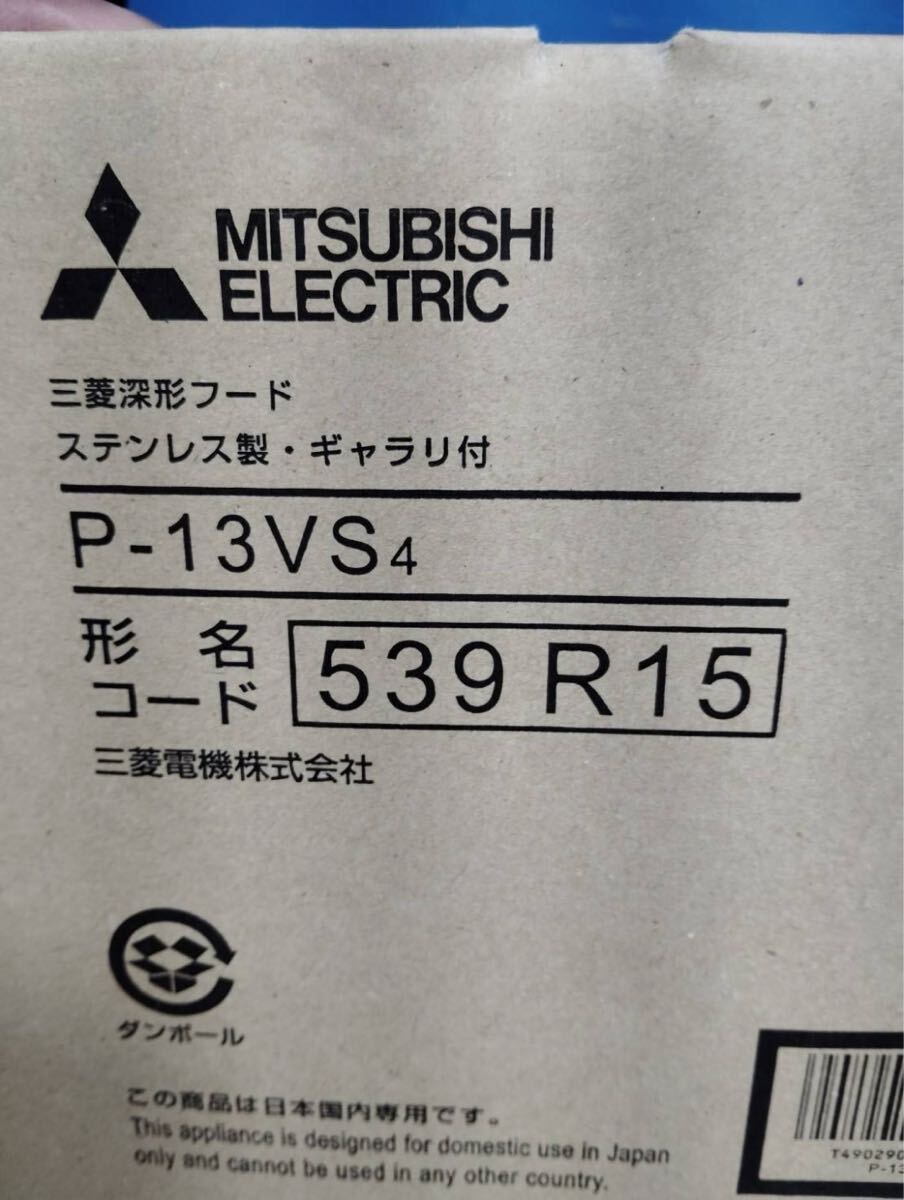 MITSUBISHI
ELECTRIC
三菱深形フード
ステンレス製・ギャラリ付
P-13VS4
形名
コード 539 R15
三菱電機株式会社
ダンボール
この商品は日本国内専用です。
This appliance is designed for domestic use in Japan
only and cannot be used in any other country.
T490290
P-13